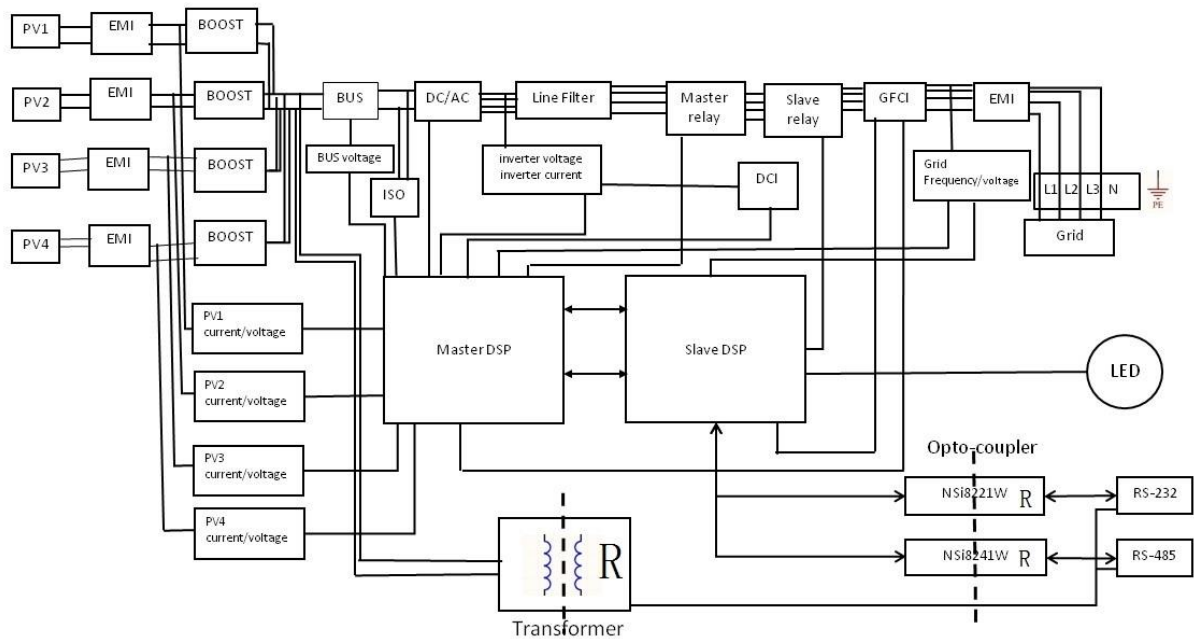 PV1
EMI
BOOST
PV2
EMI
BOOST
BUS
DC/AC
Line Filter
Master
relay
Slave
relay
GFCI
EMI
PV3
EMI
BOOST
BUS voltage
inverter voltage
inverter current
DCI
Grid
Frequency/voltage
ISO
L1 L2 L3 N
PE
PV4
EMI
BOOST
Grid
PV1
current/voltage
Master DSP
Slave DSP
LED
PV2
current/voltage
PV3
current/voltage
Opto-coupler
NSi8221W R
RS-232
PV4
current/voltage
R
NSi8241W R
RS-485
Transformer